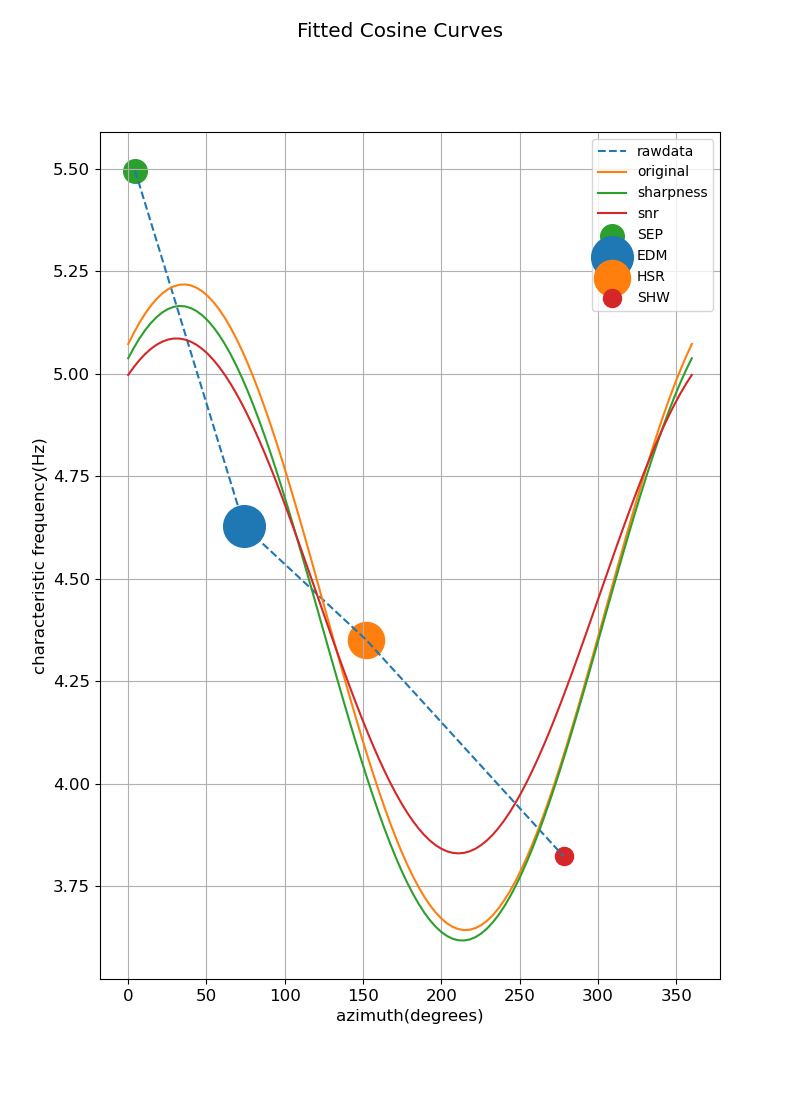 Fitted Cosine Curves
rawdata
original
sharpness
snr
SEP
EDM
HSR
SHW
5.50
5.25
5.00
4.75
4.50
4.25
4.00
3.75
characteristic frequency(Hz)
0 50 100 150 200 250 300 350
azimuth(degrees)